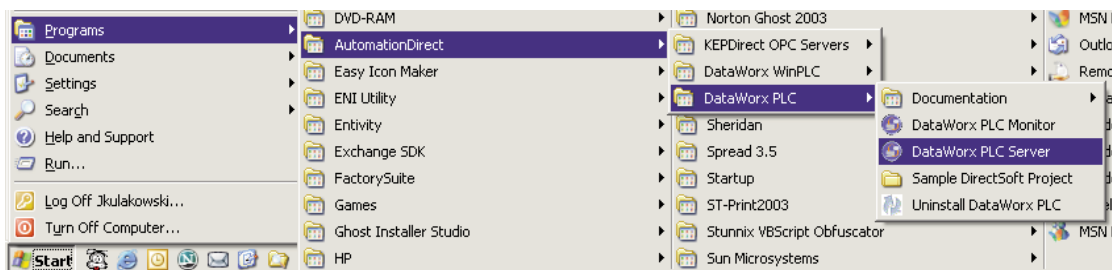 Programs
Documents
Settings
Search
Help and Support
Run...
Log Off Jkulakowski...
Turn Off Computer...
Start
DVD-RAM
AutomationDirect
Easy Icon Maker
ENI Utility
Entivity
Exchange SDK
FactorySuite
Games
Ghost Installer Studio
HP
Norton Ghost 2003
KEPDirect OPC Servers
DataWorx WinPLC
DataWorx PLC
Sheridan
Spread 3.5
Startup
ST-Print2003
Stunnix VBScript Obfuscator
Sun Microsystems
Documentation
DataWorx PLC Monitor
DataWorx PLC Server
Sample DirectSoft Project
Uninstall DataWorx PLC
MSN
Outlo
Remo
MSN